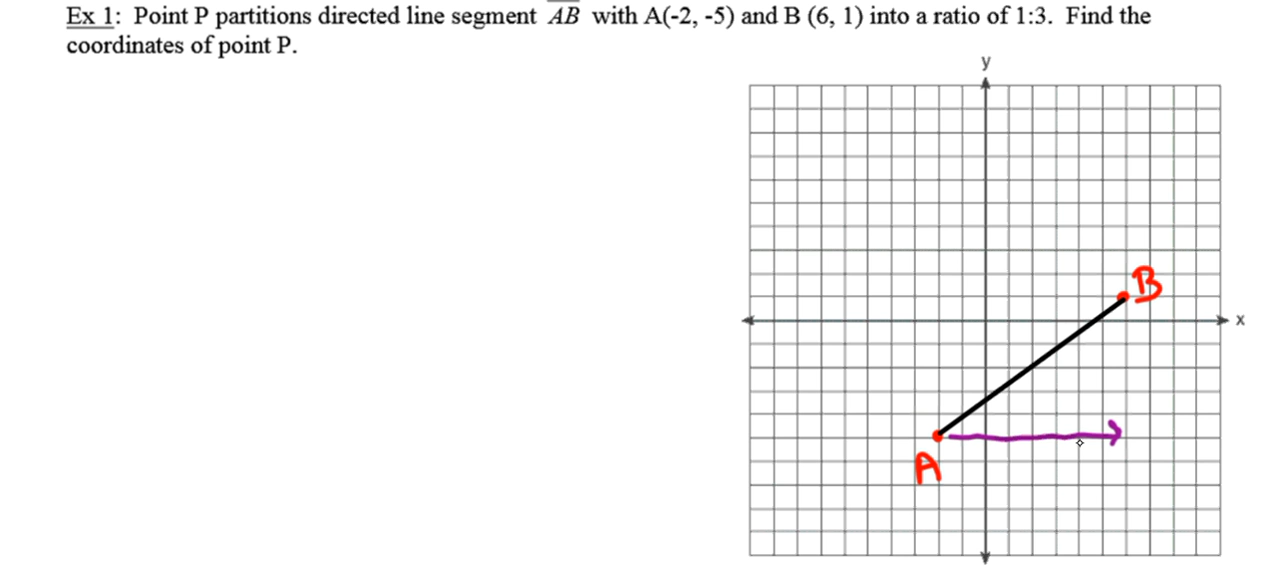 Ex 1: Point P partitions directed line segment AB with A(-2, -5) and B (6, 1) into a ratio of 1:3. Find the
coordinates of point P.
y
B
x
A